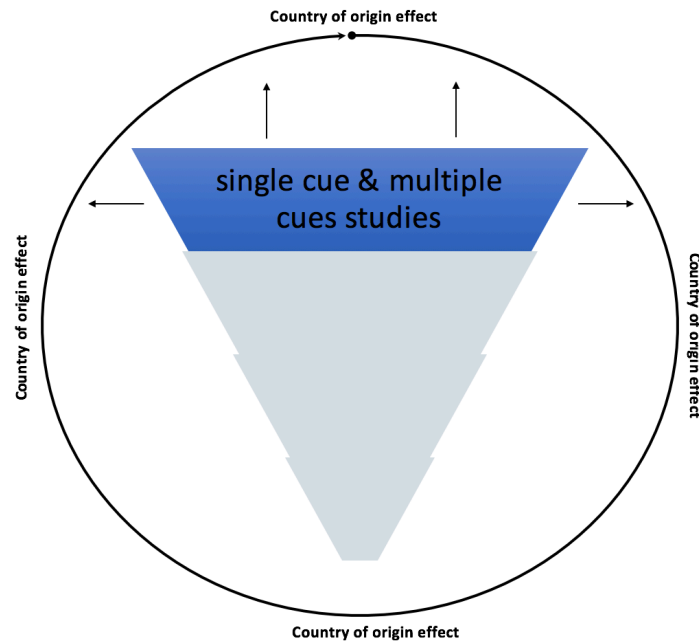 Country of origin effect
single cue & multiple
cues studies
Country of origin effect
Country of origin effect
Country of origin effect